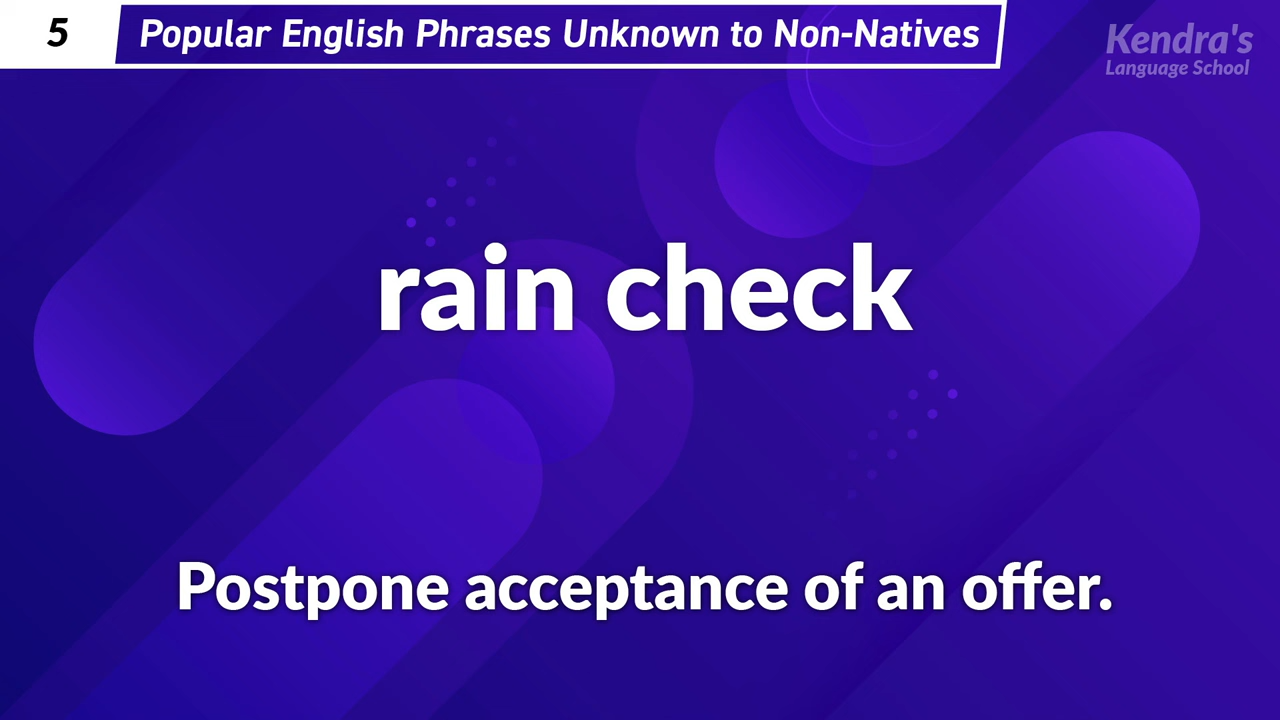 5
Popular English Phrases Unknown to Non-Natives
Kendra's
Language School
rain check
Postpone acceptance of an offer.